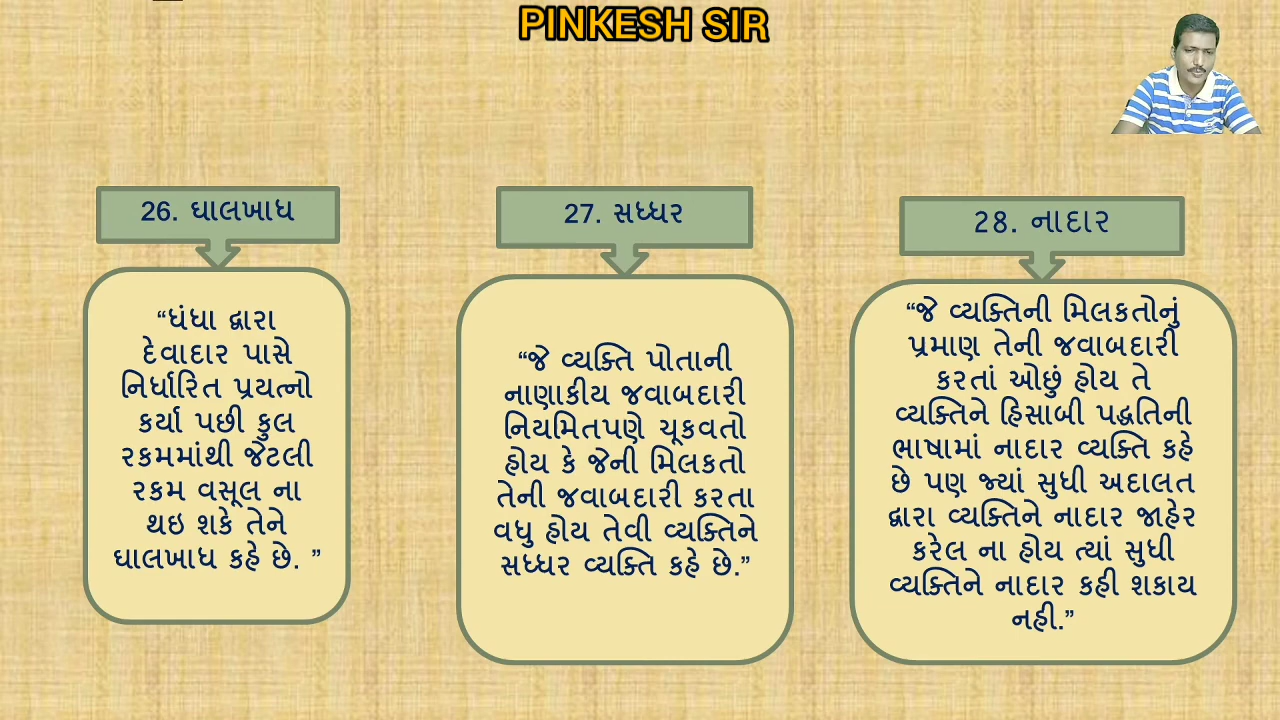 PINKESH SIR
26. ઘાલખાધ
“ધંધા દ્વારા
દેવાદાર પાસે
નિર્ધારિત પ્રયત્નો
કર્યા પછી કુલ
રકમમાંથી જેટલી
રકમ વસૂલ ના
થઇ શકે તેને
ઘાલખાધ કહે છે. ”
27. સધ્ધર
“જે વ્યક્તિ પોતાની
નાણાકીય જવાબદારી
નિયમિતપણે ચૂકવતો
હોય કે જેની મિલકતો
તેની જવાબદારી કરતા
વધુ હોય તેવી વ્યક્તિને
સધ્ધર વ્યક્તિ કહે છે.”
28. નાદાર
“જે વ્યક્તિની મિલકતોનું
પ્રમાણ તેની જવાબદારી
કરતાં ઓછું હોય તે
વ્યક્તિને હિસાબી પદ્ધતિની
ભાષામાં નાદાર વ્યક્તિ કહે
છે પણ જ્યાં સુધી અદાલત
દ્વારા વ્યક્તિને નાદાર જાહેર
કરેલ ના હોય ત્યાં સુધી
વ્યક્તિને નાદાર કહી શકાય
નહી.”